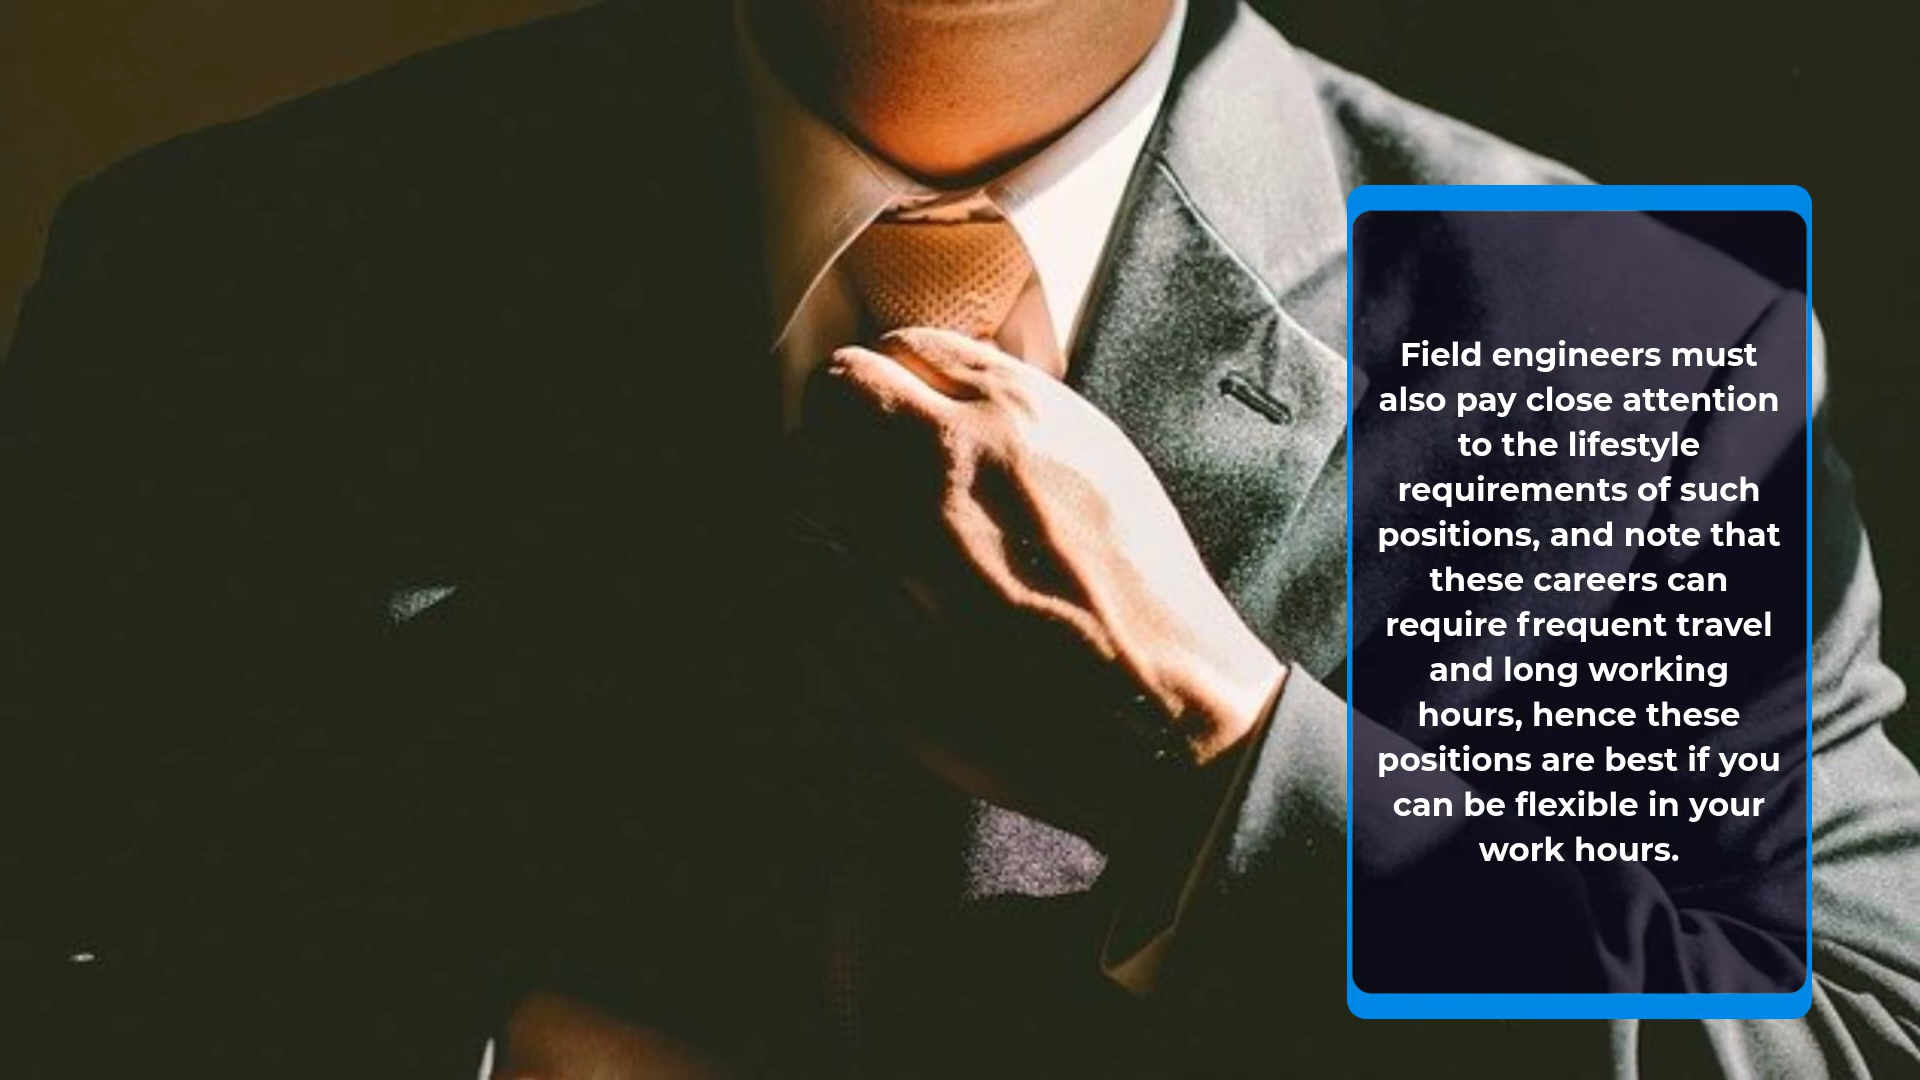 Field engineers must
also pay close attention
to the lifestyle
requirements of such
positions, and note that
these careers can
require frequent travel
and long working
hours, hence these
positions are best if you
can be flexible in your
work hours.